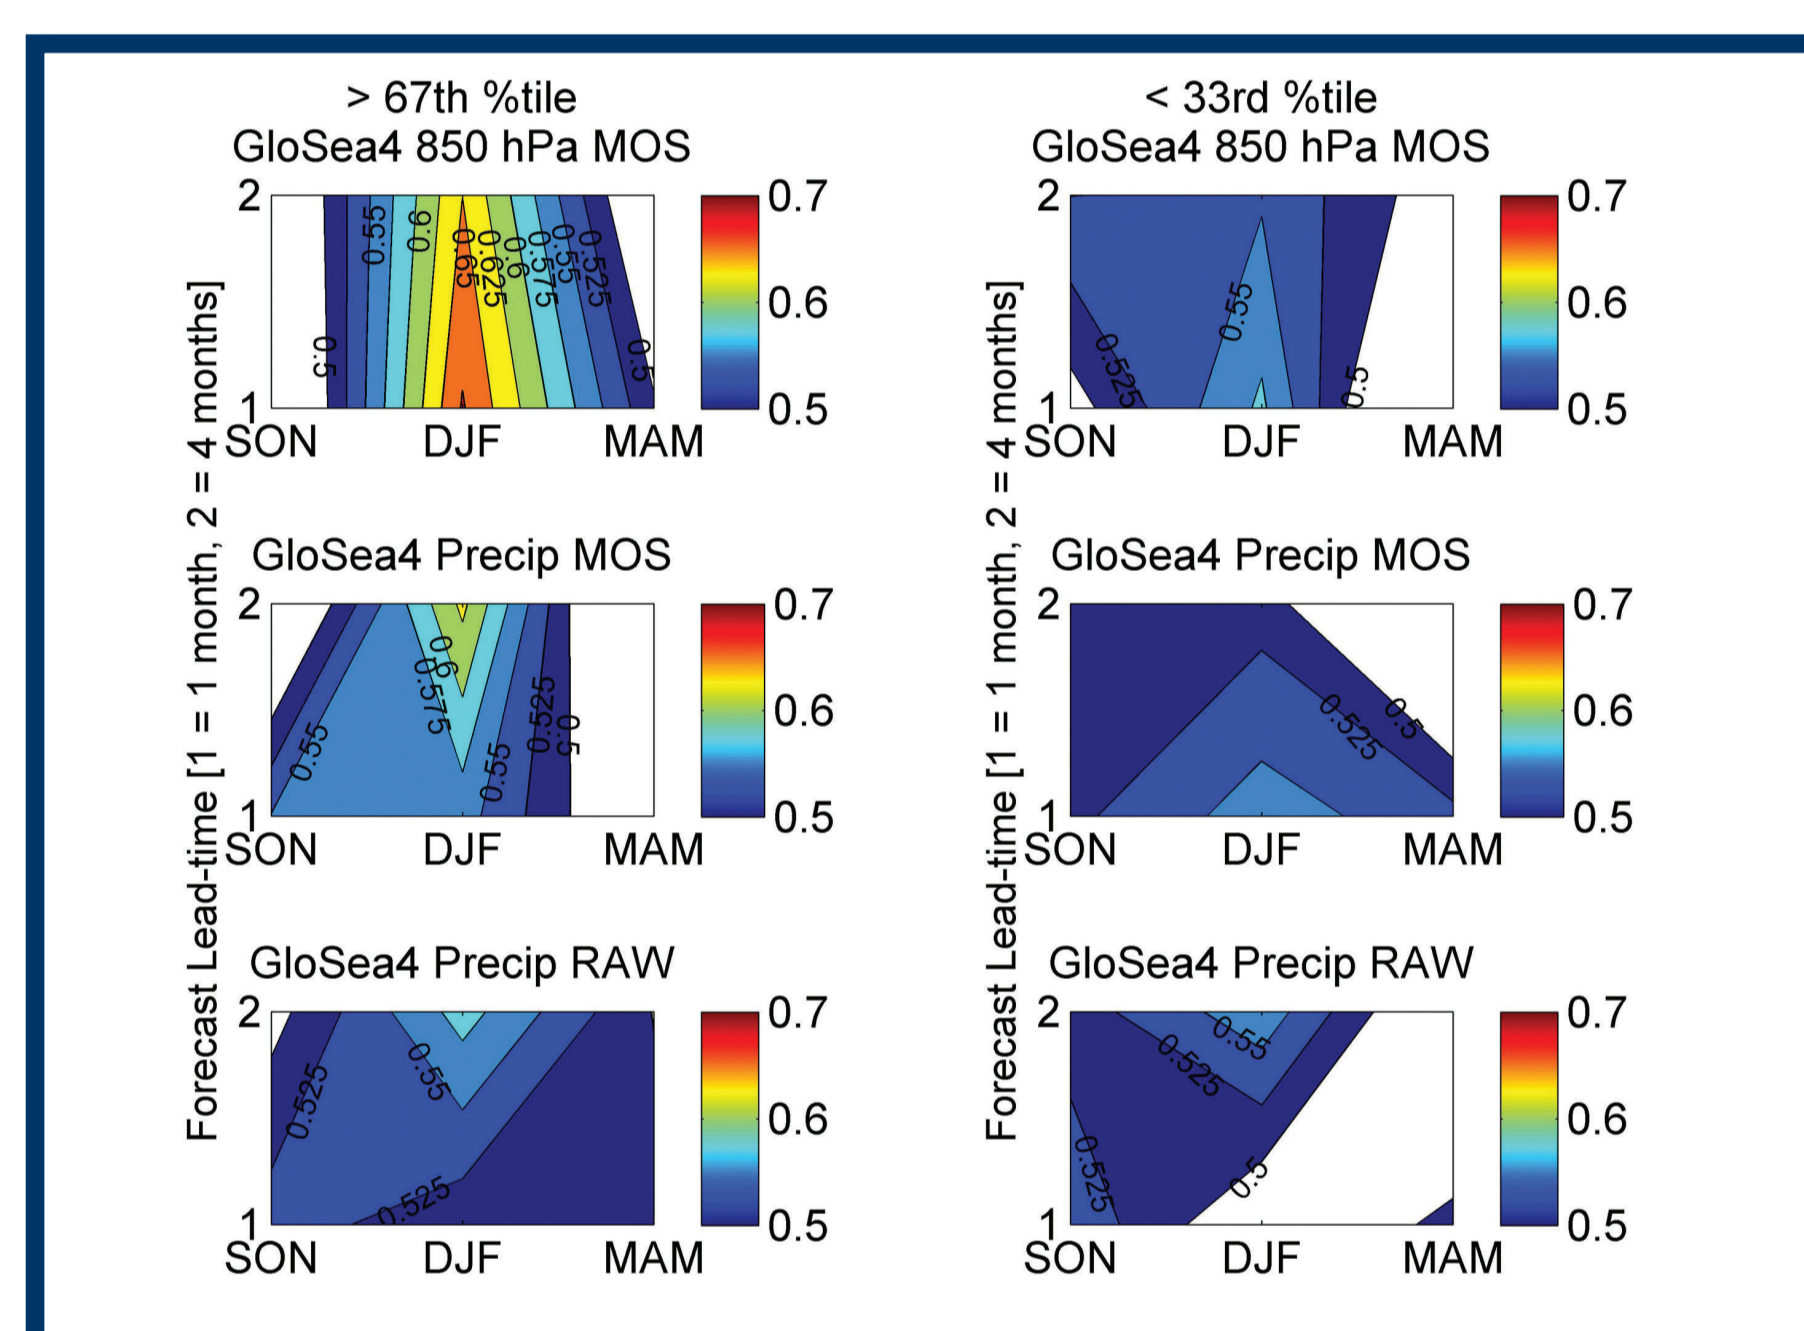 > 67th %tile
GloSea4 850 hPa MOS
2
1
SON DJF MAM
0.5 0.55 0.6 0.65 0.625 0.6 0.575 0.55 0.525 0.5
0.7
0.6
0.5
< 33rd %tile
GloSea4 850 hPa MOS
2
1
SON DJF MAM
0.525 0.55 0.5
0.7
0.6
0.5
GloSea4 Precip MOS
2
1
SON DJF MAM
0.55 0.6 0.575 0.55 0.525 0.5
0.7
0.6
0.5
GloSea4 Precip MOS
2
1
SON DJF MAM
0.525 0.5
0.7
0.6
0.5
GloSea4 Precip RAW
2
1
SON DJF MAM
0.525 0.55 0.525
0.7
0.6
0.5
GloSea4 Precip RAW
2
1
SON DJF MAM
0.525 0.525 0.55 0.5
0.7
0.6
0.5
Forecast Lead-time [1 = 1 month, 2 = 4 months]
Forecast Lead-time [1 = 1 month, 2 = 4 months]